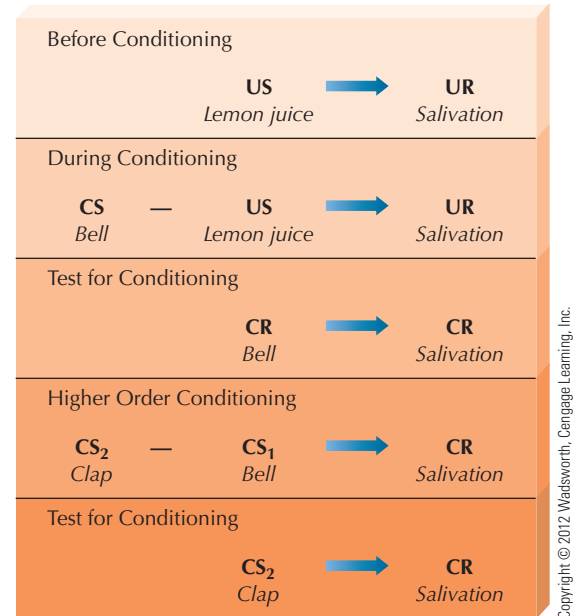 Before Conditioning
US UR
Lemon juice Salivation
During Conditioning
CS — US UR
Bell Lemon juice Salivation
Test for Conditioning
CR CR
Bell Salivation
Higher Order Conditioning
CS₂ — CS₁ CR
Clap Bell Salivation
Test for Conditioning
CS₂ CR
Clap Salivation
Copyright © 2012 Wadsworth, Cengage Learning, Inc.